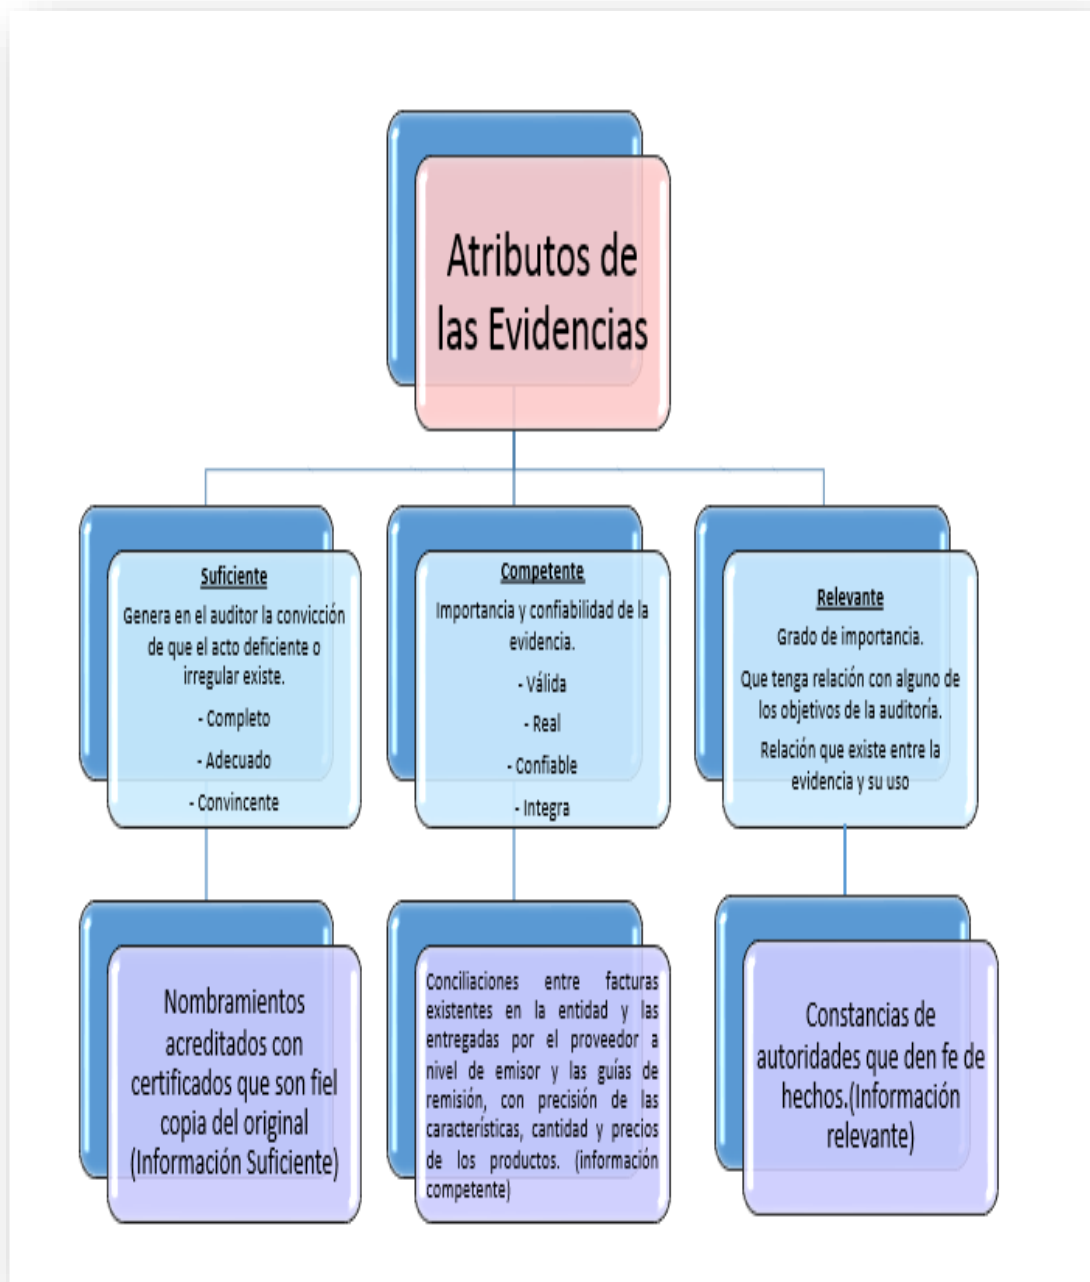 Atributos de
las Evidencias
Suficiente
Genera en el auditor la convicción
de que el acto deficiente o
irregular existe.
- Completo
- Adecuado
- Convincente
Competente
Importancia y confiabilidad de la
evidencia.
- Válida
- Real
- Confiable
- Integra
Relevante
Grado de importancia.
Que tenga relación con alguno de
los objetivos de la auditoría.
Relación que existe entre la
evidencia y su uso
Nombramientos
acreditados con
certificados que son fiel
copia del original
(Información Suficiente)
Conciliaciones entre facturas
existentes en la entidad y las
entregadas por el proveedor a
nivel de emisor y las guías de
remisión, con precisión de las
características, cantidad y precios
de los productos. (información
competente)
Constancias de
autoridades que den fe de
hechos.(Información
relevante)